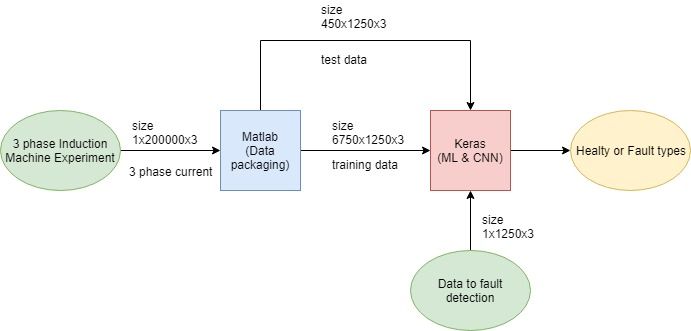 size
450x1250x3
test data
3 phase Induction
Machine Experiment
size
1x200000x3
3 phase current
Matlab
(Data
packaging)
size
6750x1250x3
training data
Keras
(ML & CNN)
Healty or Fault types
size
1x1250x3
Data to fault
detection